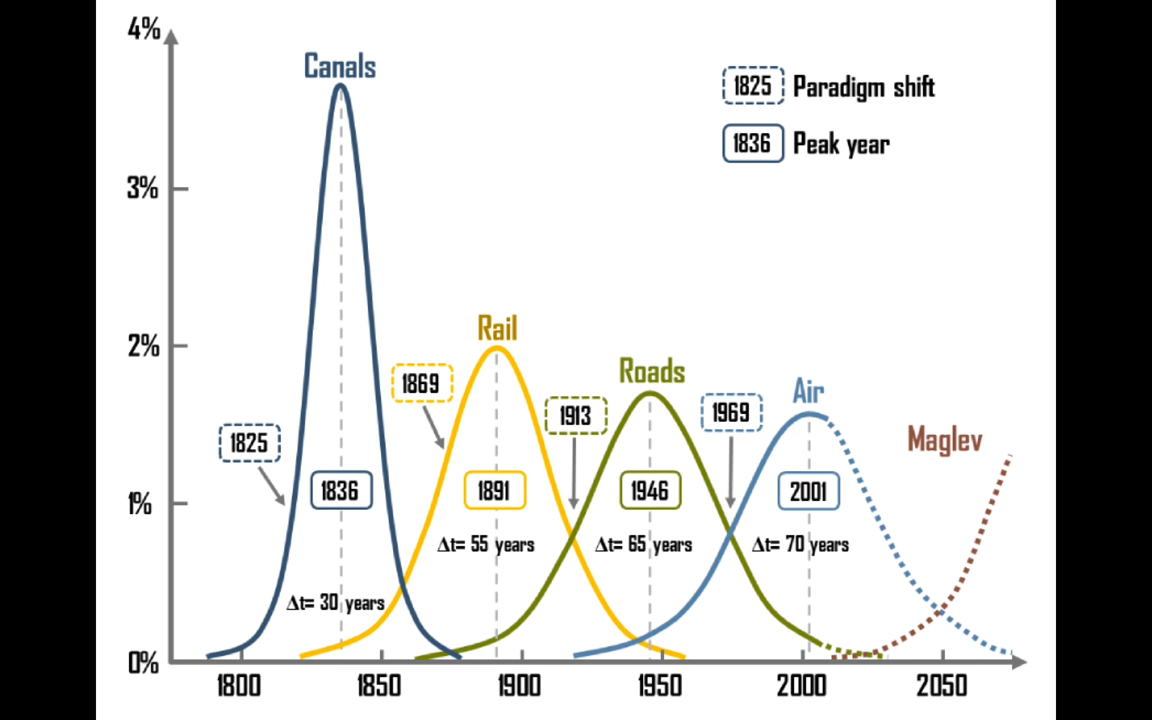 4%
Canals
1825 Paradigm shift
1836 Peak year
3%
Rail
2%
Roads
1869
Air
1913
1969
1825
Maglev
1%
1836
1891
1946
2001
Δt= 55 years
Δt= 65 years
Δt= 70 years
Δt= 30 years
0%
1800
1850
1900
1950
2000
2050